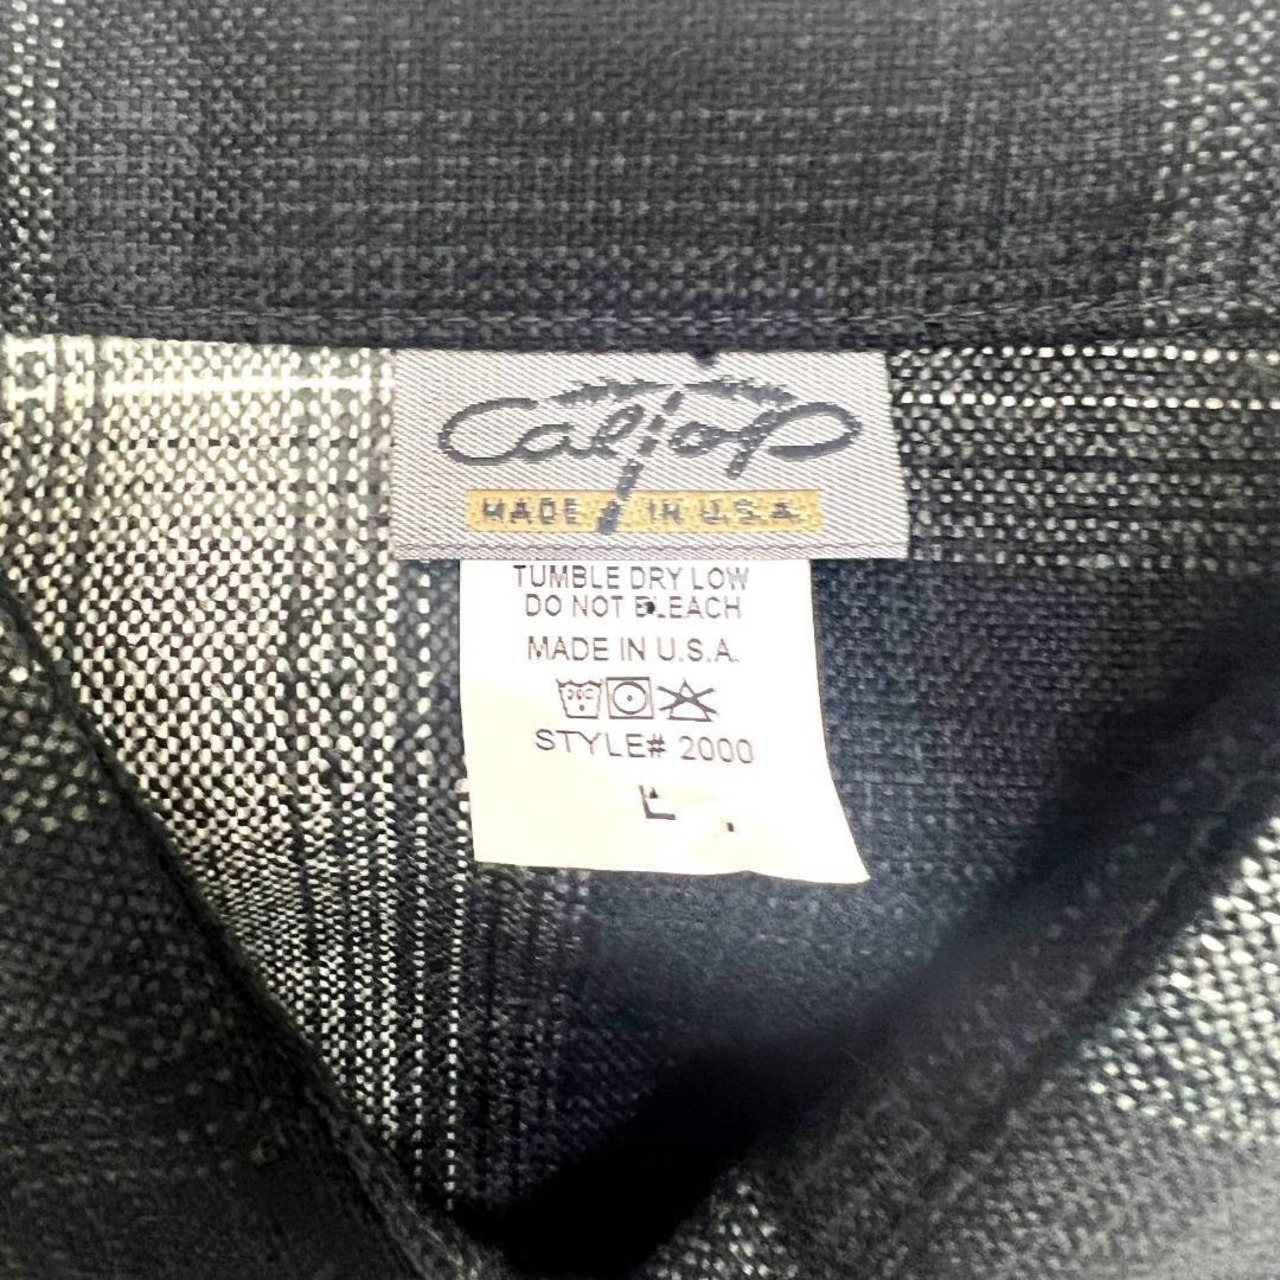 CalTop
MADE IN U.S.A.
TUMBLE DRY LOW
DO NOT BLEACH
MADE IN U.S.A.
STYLE# 2000
L